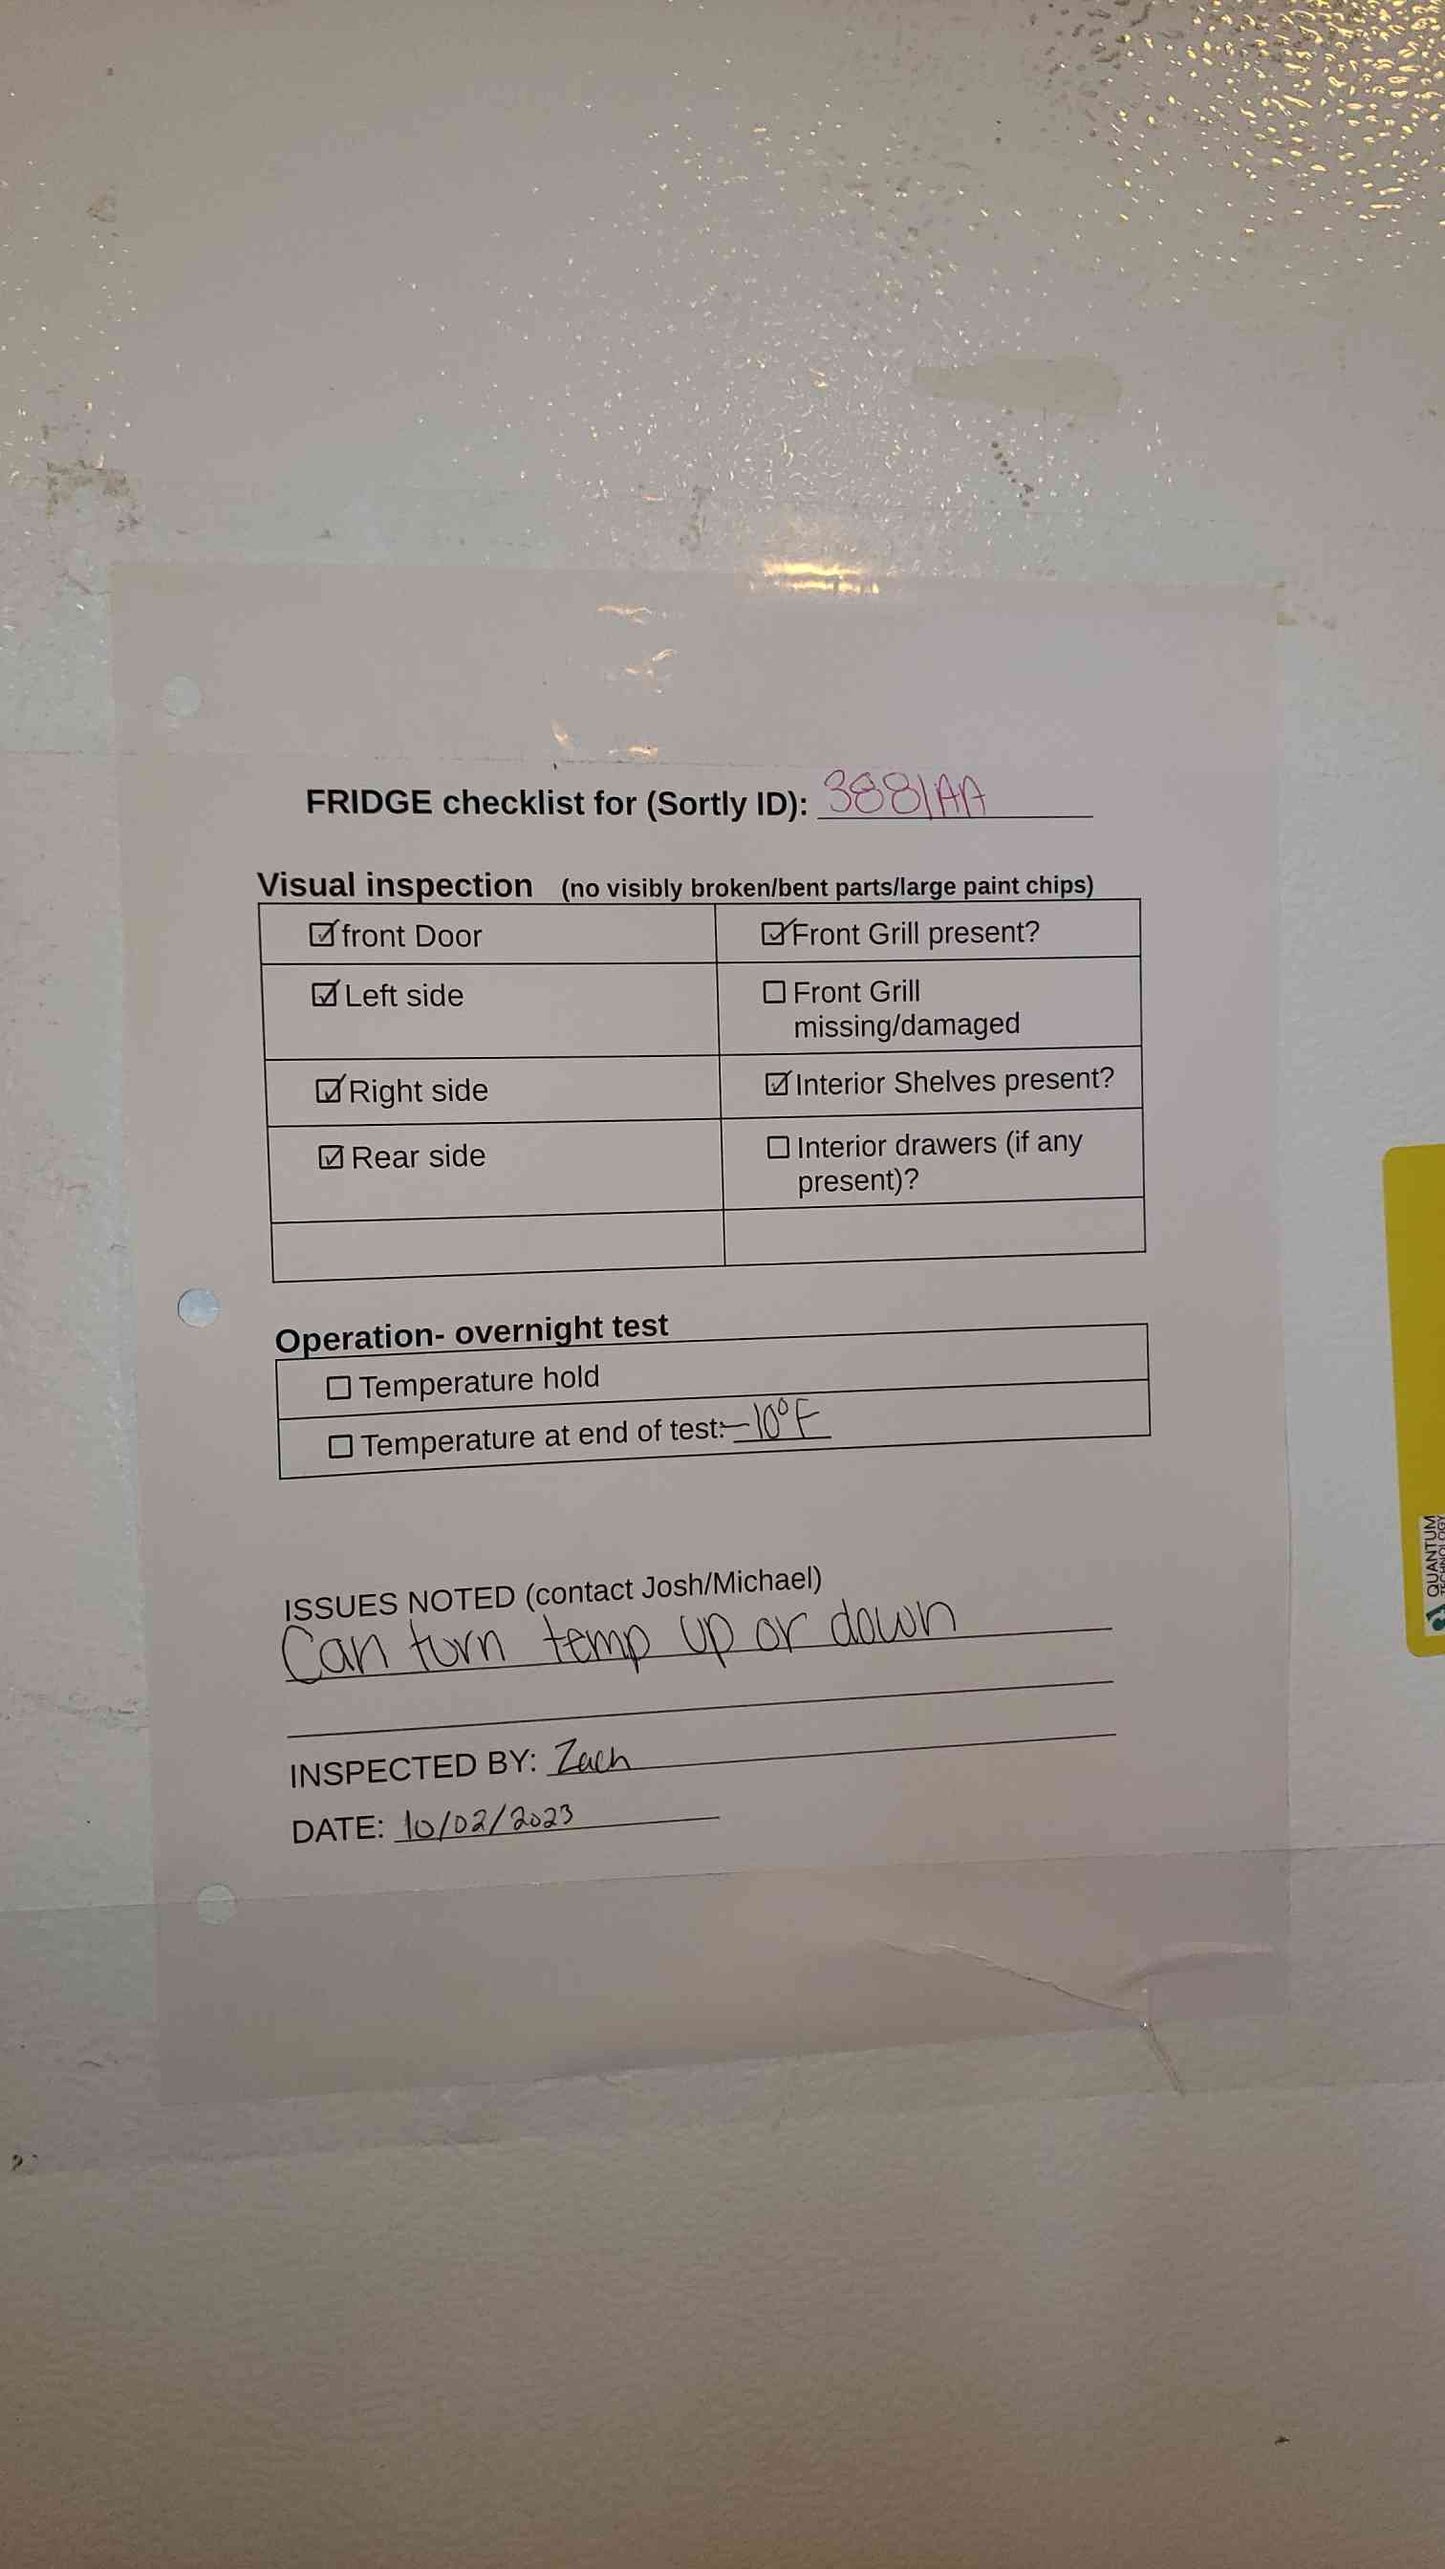 FRIDGE checklist for (Sortly ID): 3881AA
Visual inspection (no visibly broken/bent parts/large paint chips)
☑ front Door
☑ Front Grill present?
☑ Left side
☐ Front Grill
missing/damaged
☑ Right side
☑ Interior Shelves present?
☑ Rear side
☐ Interior drawers (if any
present)?
Operation- overnight test
☐ Temperature hold
☐ Temperature at end of test: -10°F
ISSUES NOTED (contact Josh/Michael)
Can turn temp up or down
INSPECTED BY: Zach
DATE: 10/02/2023
QUANTUM
TECHNOLOGY